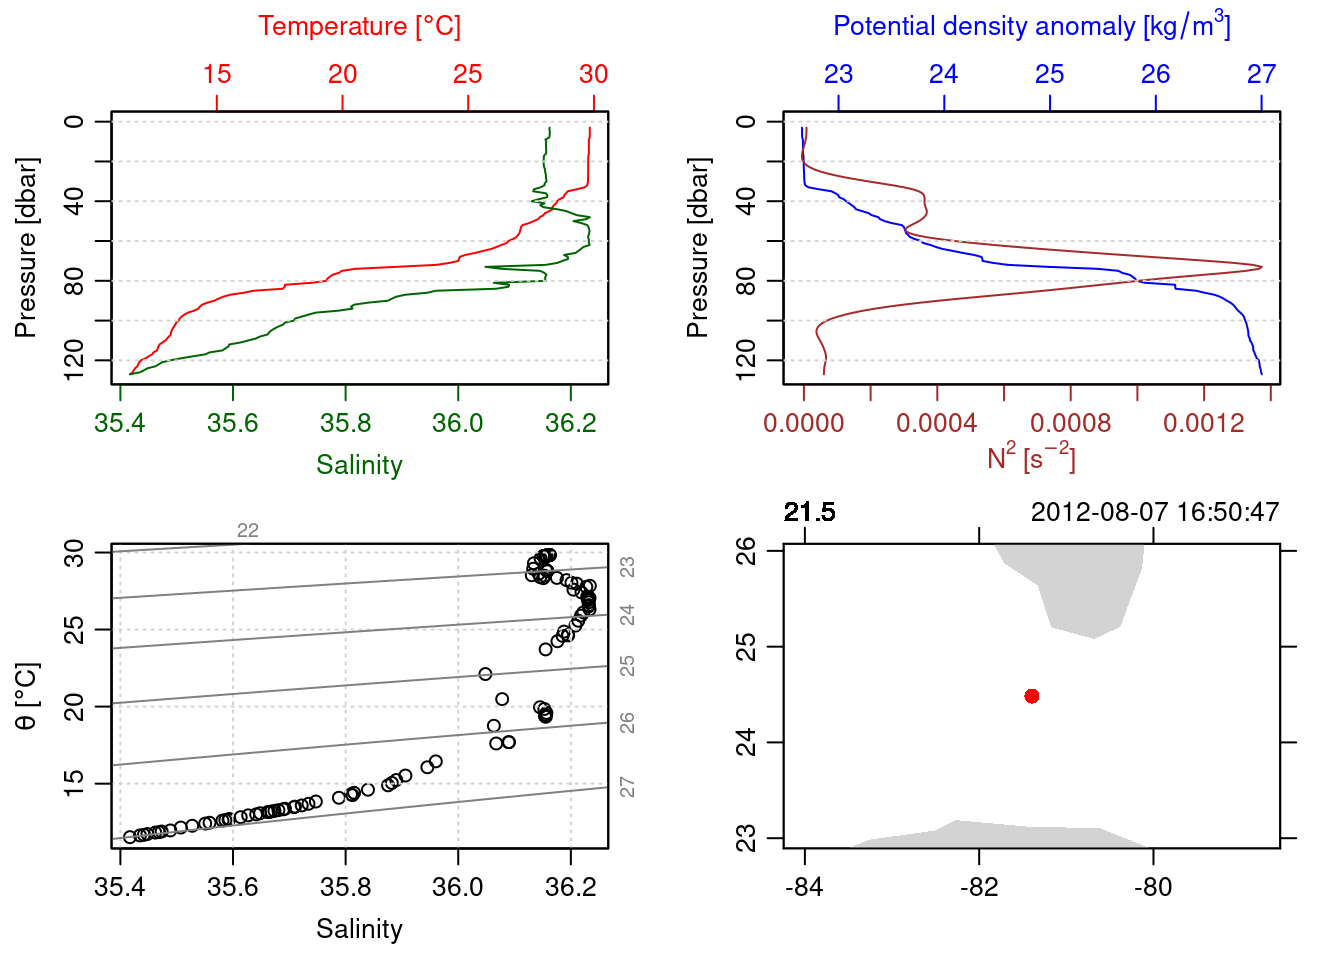 Temperature [°C]
15 20 25 30
0 40 80 120
Pressure [dbar]
35.4 35.6 35.8 36.0 36.2
Salinity
Potential density anomaly [kg/m³]
23 24 25 26 27
0 40 80 120
Pressure [dbar]
0.0000 0.0004 0.0008 0.0012
N² [s⁻²]
22
23
24
25
26
27
30 25 20 15
θ [°C]
35.4 35.6 35.8 36.0 36.2
Salinity
21.5 2012-08-07 16:50:47
26 25 24 23
-84 -82 -80